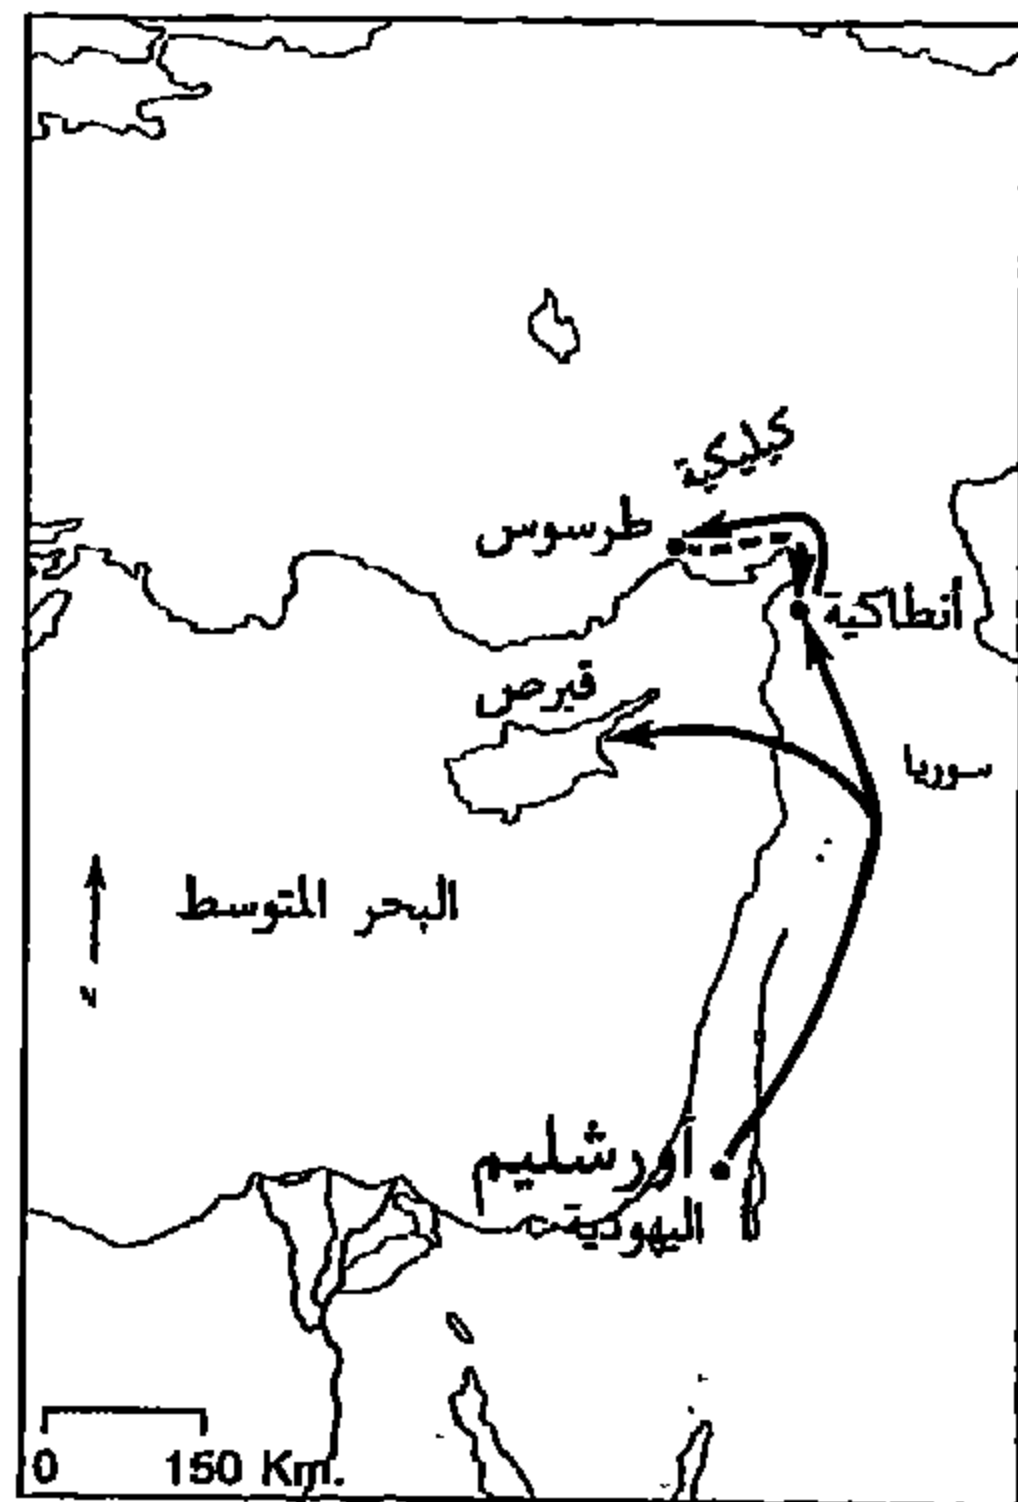 كيليكية
طرسوس
أنطاكية
قبرص
سوريا
البحر المتوسط
N
أورشليم
اليهودية
0 150 Km.